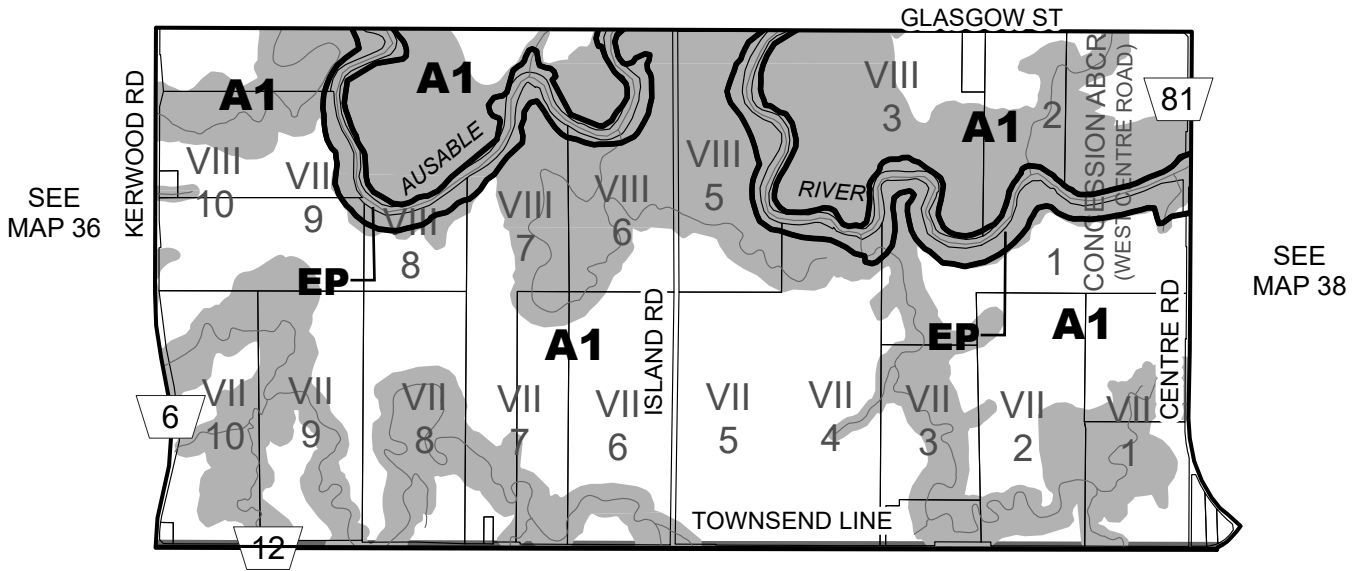 GLASGOW ST
KERWOOD RD
A1
A1
AUSABLE
VIII
3
A1
2
CONCESSION ABCR
(WEST CENTRE ROAD)
81
SEE
MAP 36
VIII
10
VII
9
VIII
8
VIII
7
VIII
6
VIII
5
RIVER
1
SEE
MAP 38
EP
A1
ISLAND RD
EP
A1
CENTRE RD
6
VII
10
VII
9
VII
8
VII
7
VII
6
VII
5
VII
4
VII
3
VII
2
VII
1
TOWNSEND LINE
12